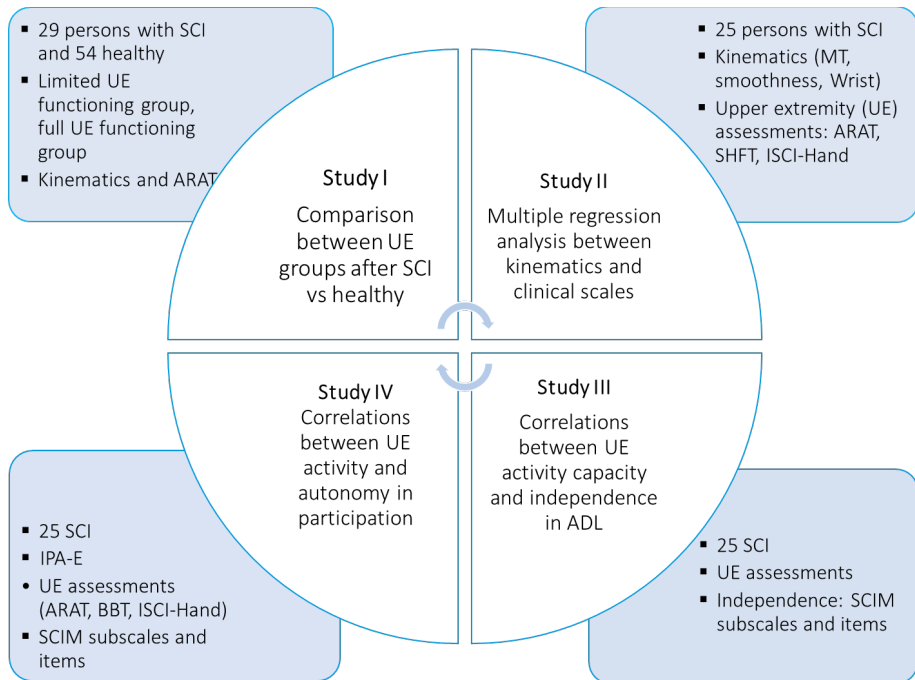 ▪ 29 persons with SCI
and 54 healthy
▪ Limited UE
functioning group,
full UE functioning
group
▪ Kinematics and ARAT
Study I
Comparison
between UE
groups after SCI
vs healthy
▪ 25 persons with SCI
▪ Kinematics (MT,
smoothness, Wrist)
▪ Upper extremity (UE)
assessments: ARAT,
SHFT, ISCI-Hand
Study II
Multiple regression
analysis between
kinematics and
clinical scales
Study IV
Correlations
between UE
activity and
autonomy in
participation
▪ 25 SCI
▪ IPA-E
• UE assessments
(ARAT, BBT, ISCI-Hand)
▪ SCIM subscales and
items
Study III
Correlations
between UE
activity capacity
and independence
in ADL
▪ 25 SCI
▪ UE assessments
▪ Independence: SCIM
subscales and items